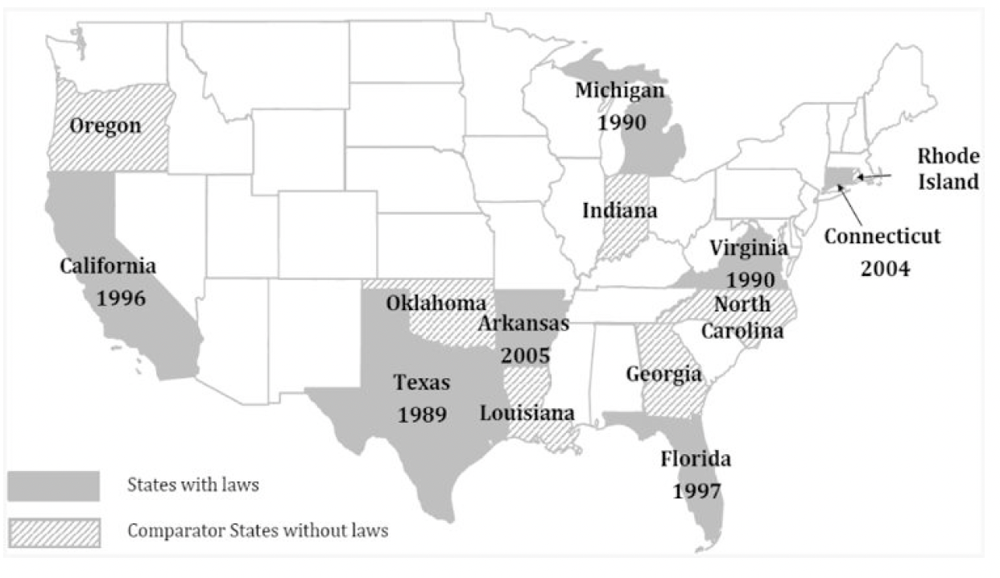 Michigan
1990
Oregon
Rhode
Island
Indiana
Connecticut
2004
Virginia
1990
California
1996
North
Carolina
Oklahoma
Arkansas
2005
Georgia
Texas
1989
Louisiana
Florida
1997
States with laws
Comparator States without laws